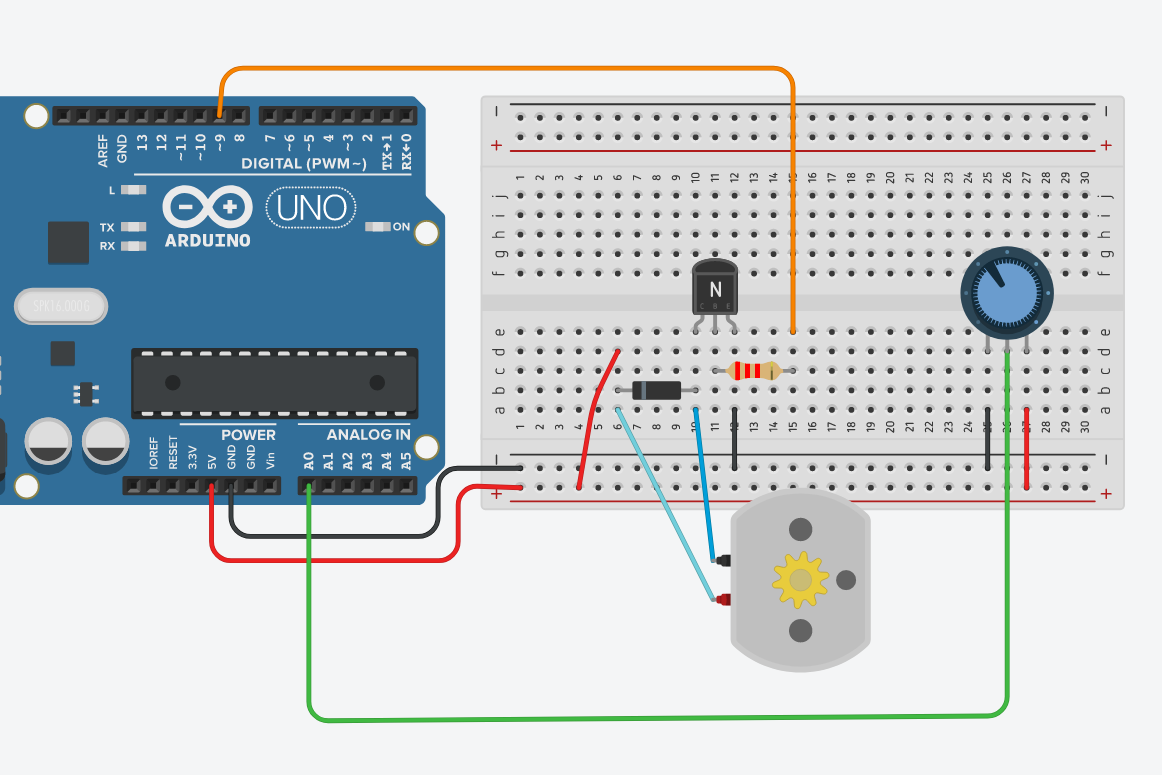 AREF GND 13 12 ~11 ~10 ~9 8 7 ~6 ~5 4 ~3 2 TX→1 RX←0
DIGITAL (PWM~)
L
TX
RX
UNO
ON
ARDUINO
SPK16.000G
POWER
ANALOG IN
IOREF RESET 3.3V 5V GND GND Vin A0 A1 A2 A3 A4 A5
− −
+ +
1 2 3 4 5 6 7 8 9 10 11 12 13 14 15 16 17 18 19 20 21 22 23 24 25 26 27 28 29 30
j j
i i
h h
g g
f f
N
C B E
e e
d d
c c
b b
a a
1 2 3 4 5 6 7 8 9 10 11 12 13 14 15 16 17 18 19 20 21 22 23 24 25 26 27 28 29 30
− −
+ +